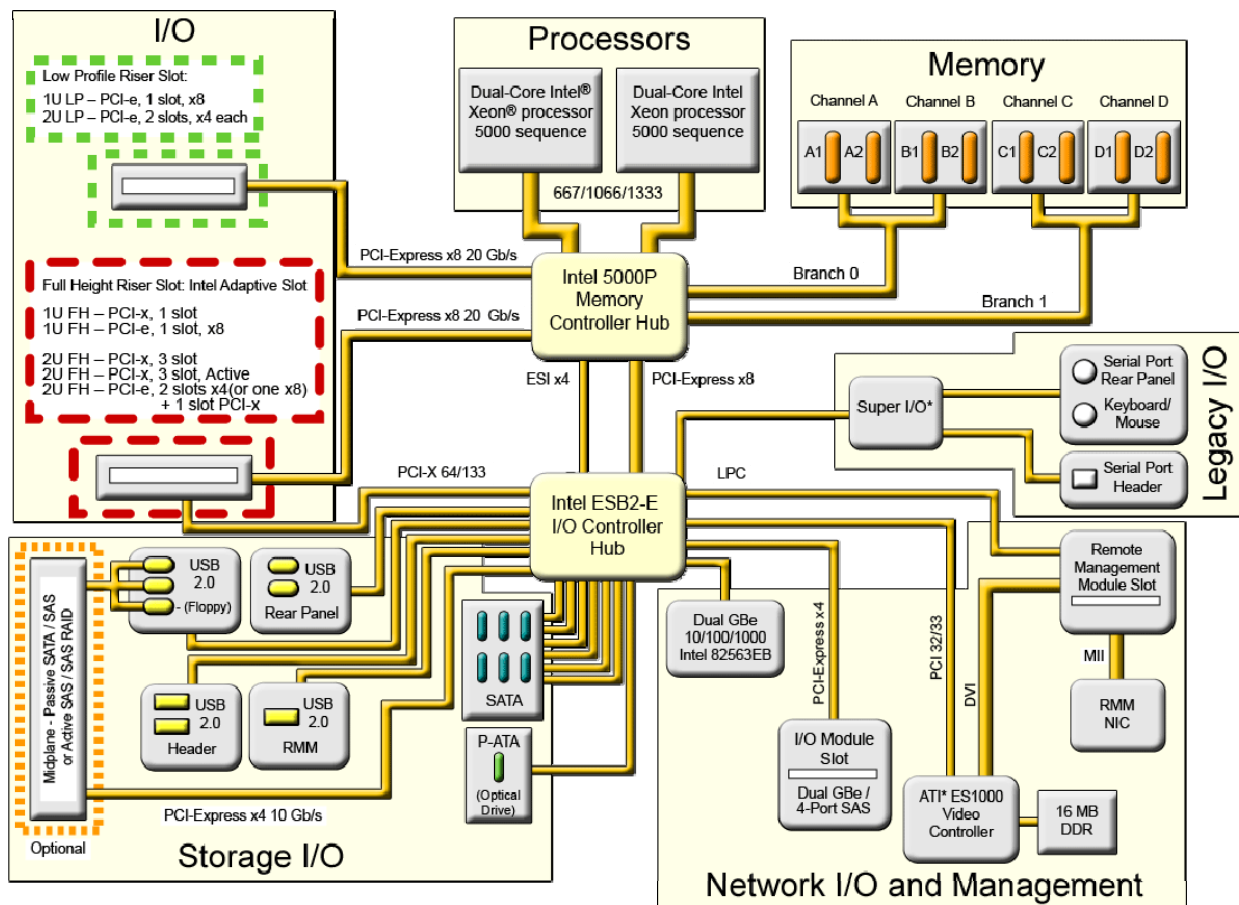 I/O
Low Profile Riser Slot:
1U LP – PCI-e, 1 slot, x8
2U LP – PCI-e, 2 slots, x4 each
Full Height Riser Slot: Intel Adaptive Slot
1U FH – PCI-x, 1 slot
1U FH – PCI-e, 1 slot, x8
2U FH – PCI-x, 3 slot
2U FH – PCI-x, 3 slot, Active
2U FH – PCI-e, 2 slots x4(or one x8)
+ 1 slot PCI-x
Processors
Dual-Core Intel®
Xeon® processor
5000 sequence
Dual-Core Intel
Xeon processor
5000 sequence
667/1066/1333
Memory
Channel A
Channel B
Channel C
Channel D
A1
A2
B1
B2
C1
C2
D1
D2
PCI-Express x8 20 Gb/s
PCI-Express x8 20 Gb/s
Intel 5000P
Memory
Controller Hub
Branch 0
Branch 1
ESI x4
PCI-Express x8
Legacy I/O
Super I/O*
Serial Port
Rear Panel
Keyboard/
Mouse
Serial Port
Header
PCI-X 64/133
LPC
Intel ESB2-E
I/O Controller
Hub
Storage I/O
Midplane - Passive SATA / SAS
or Active SAS / SAS RAID
Optional
USB
2.0
- (Floppy)
USB
2.0
Rear Panel
USB
2.0
Header
USB
2.0
RMM
PCI-Express x4 10 Gb/s
SATA
P-ATA
(Optical
Drive)
Network I/O and Management
Dual GBe
10/100/1000
Intel 82563EB
PCI-Express x4
I/O Module
Slot
Dual GBe /
4-Port SAS
PCI 32/33
DVI
ATI* ES1000
Video
Controller
16 MB
DDR
Remote
Management
Module Slot
MII
RMM
NIC